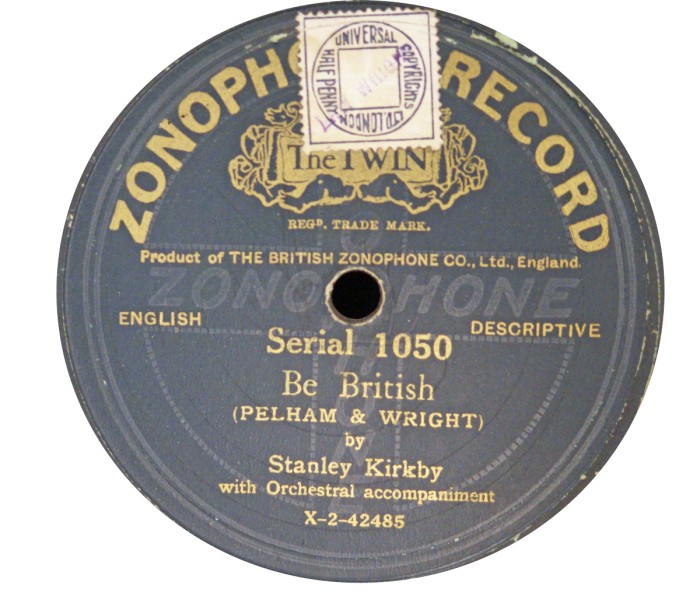 UNIVERSAL
COPYRIGHTS
LTD. LONDON
HALF PENNY
ZONOPH RECORD
The TWIN
REGD. TRADE MARK.
Product of THE BRITISH ZONOPHONE CO., Ltd., England.
ZONOPHONE
ENGLISH
DESCRIPTIVE
Serial 1050
Be British
(PELHAM & WRIGHT)
by
Stanley Kirkby
with Orchestral accompaniment
X-2-42485